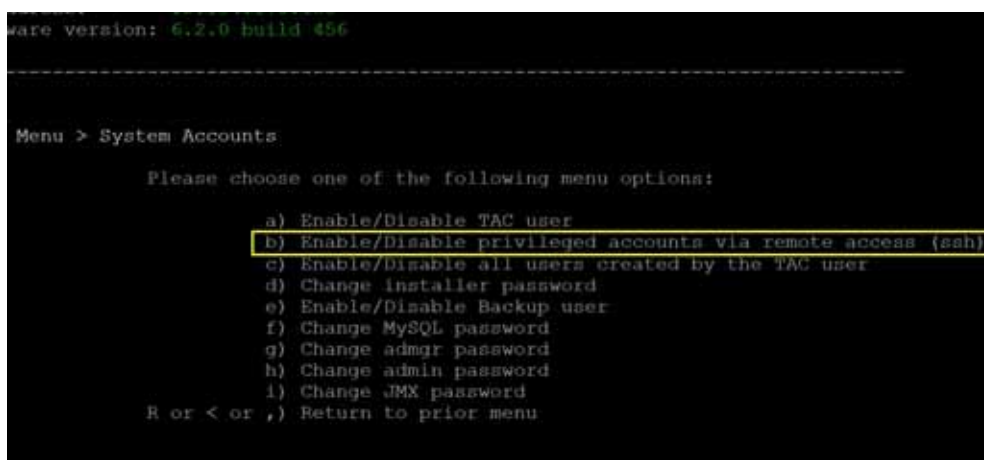 ware version: 6.2.0 build 456
Menu > System Accounts
Please choose one of the following menu options:
a) Enable/Disable TAC user
b) Enable/Disable privileged accounts via remote access (ssh)
c) Enable/Disable all users created by the TAC user
d) Change installer password
e) Enable/Disable Backup user
f) Change MySQL password
g) Change admgr password
h) Change admin password
i) Change JMX password
R or < or ,) Return to prior menu